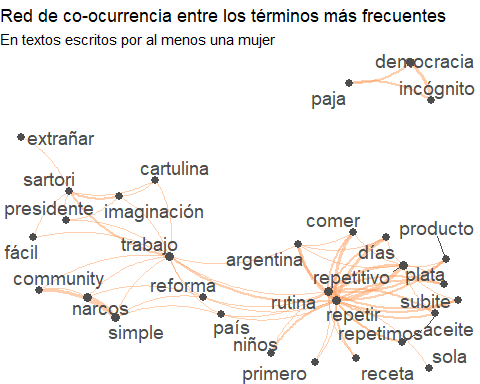 Red de co-ocurrencia entre los términos más frecuentes
En textos escritos por al menos una mujer
democracia
incógnito
paja
extrañar
cartulina
sartori
presidente
imaginación
comer
producto
trabajo
días
fácil
argentina
repetitivo
plata
community
reforma
rutina
subite
narcos
repetir
simple
país
repetimos
aceite
niños
sola
primero
receta